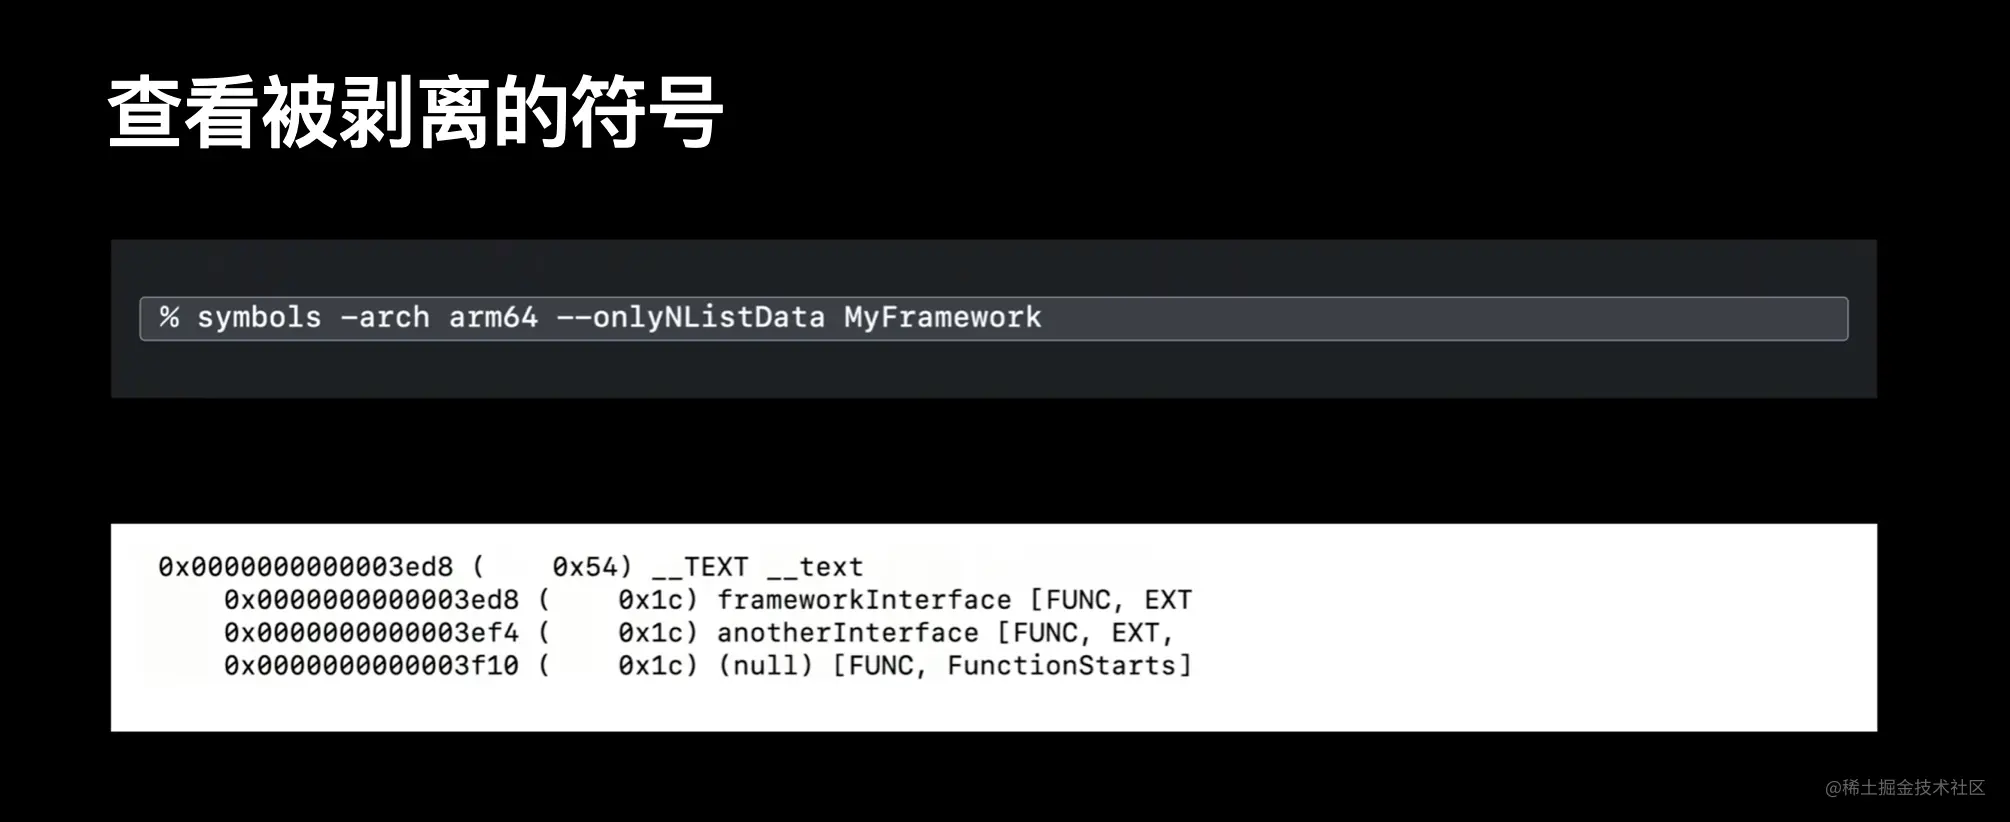 查看被剥离的符号
% symbols -arch arm64 --onlyNListData MyFramework
0x0000000000003ed8 (    0x54) __TEXT __text
0x0000000000003ed8 (    0x1c) frameworkInterface [FUNC, EXT
0x0000000000003ef4 (    0x1c) anotherInterface [FUNC, EXT,
0x0000000000003f10 (    0x1c) (null) [FUNC, FunctionStarts]
@稀土掘金技术社区